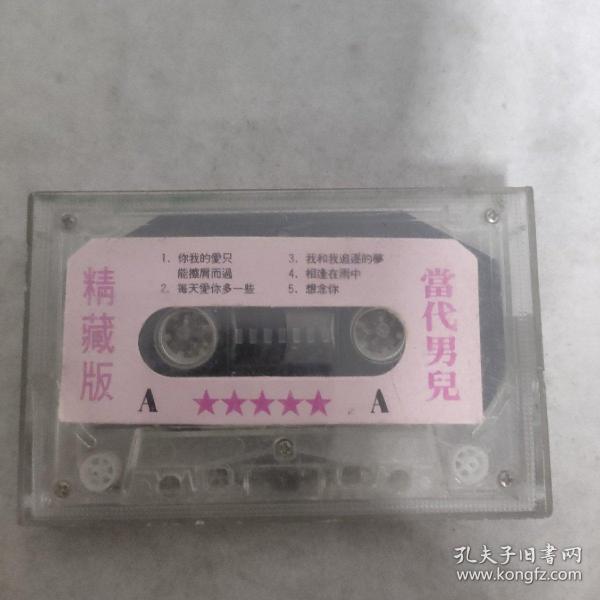 精藏版
1. 你我的愛只
能擦肩而過
2. 每天愛你多一些
3. 我和我追逐的夢
4. 相逢在雨中
5. 想念你
當代男兒
A ★★★★★ A
孔夫子旧书网
www.kongfz.com